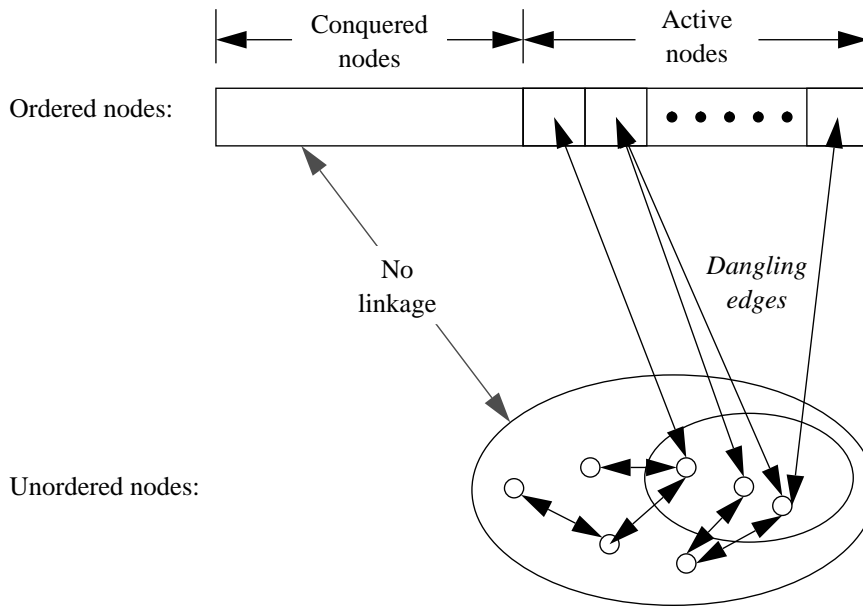 Conquered
nodes
Active
nodes
Ordered nodes:
No
linkage
Dangling
edges
Unordered nodes: